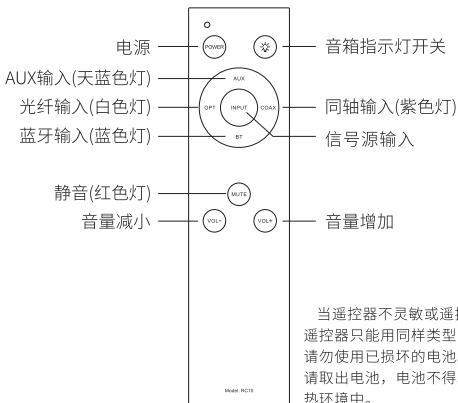 电源
POWER
音箱指示灯开关
AUX输入(天蓝色灯)
AUX
光纤输入(白色灯)
OPT
INPUT
COAX
同轴输入(紫色灯)
蓝牙输入(蓝色灯)
BT
信号源输入
静音(红色灯)
MUTE
音量减小
VOL-
VOL+
音量增加
当遥控器不灵敏或遥
遥控器只能用同样类型
请勿使用已损坏的电池
请取出电池，电池不得
热环境中。
Model: RC10